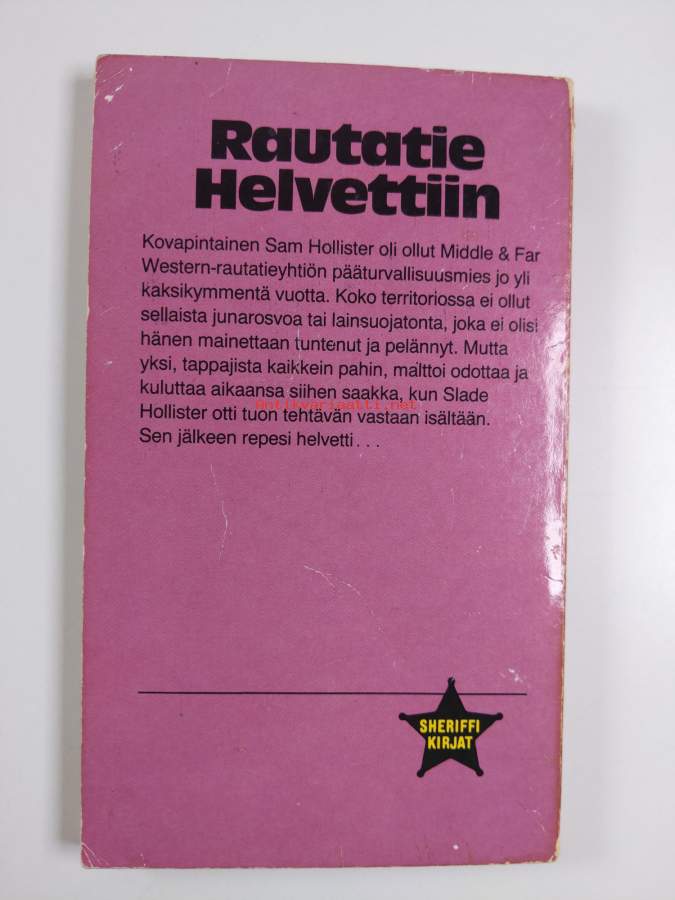 Rautatie
Helvettiin
Kovapintainen Sam Hollister oli ollut Middle & Far
Western-rautatieyhtiön pääturvallisuusmies jo yli
kaksikymmentä vuotta. Koko territoriossa ei ollut
sellaista junarosvoa tai lainsuojatonta, joka ei olisi
hänen mainettaan tuntenut ja pelännyt. Mutta
yksi, tappajista kaikkein pahin, malttoi odottaa ja
kuluttaa aikaansa siihen saakka, kun Slade
antikvariaatti.net
Hollister otti tuon tehtävän vastaan isältään.
Sen jälkeen repesi helvetti . . .
SHERIFFI
KIRJAT